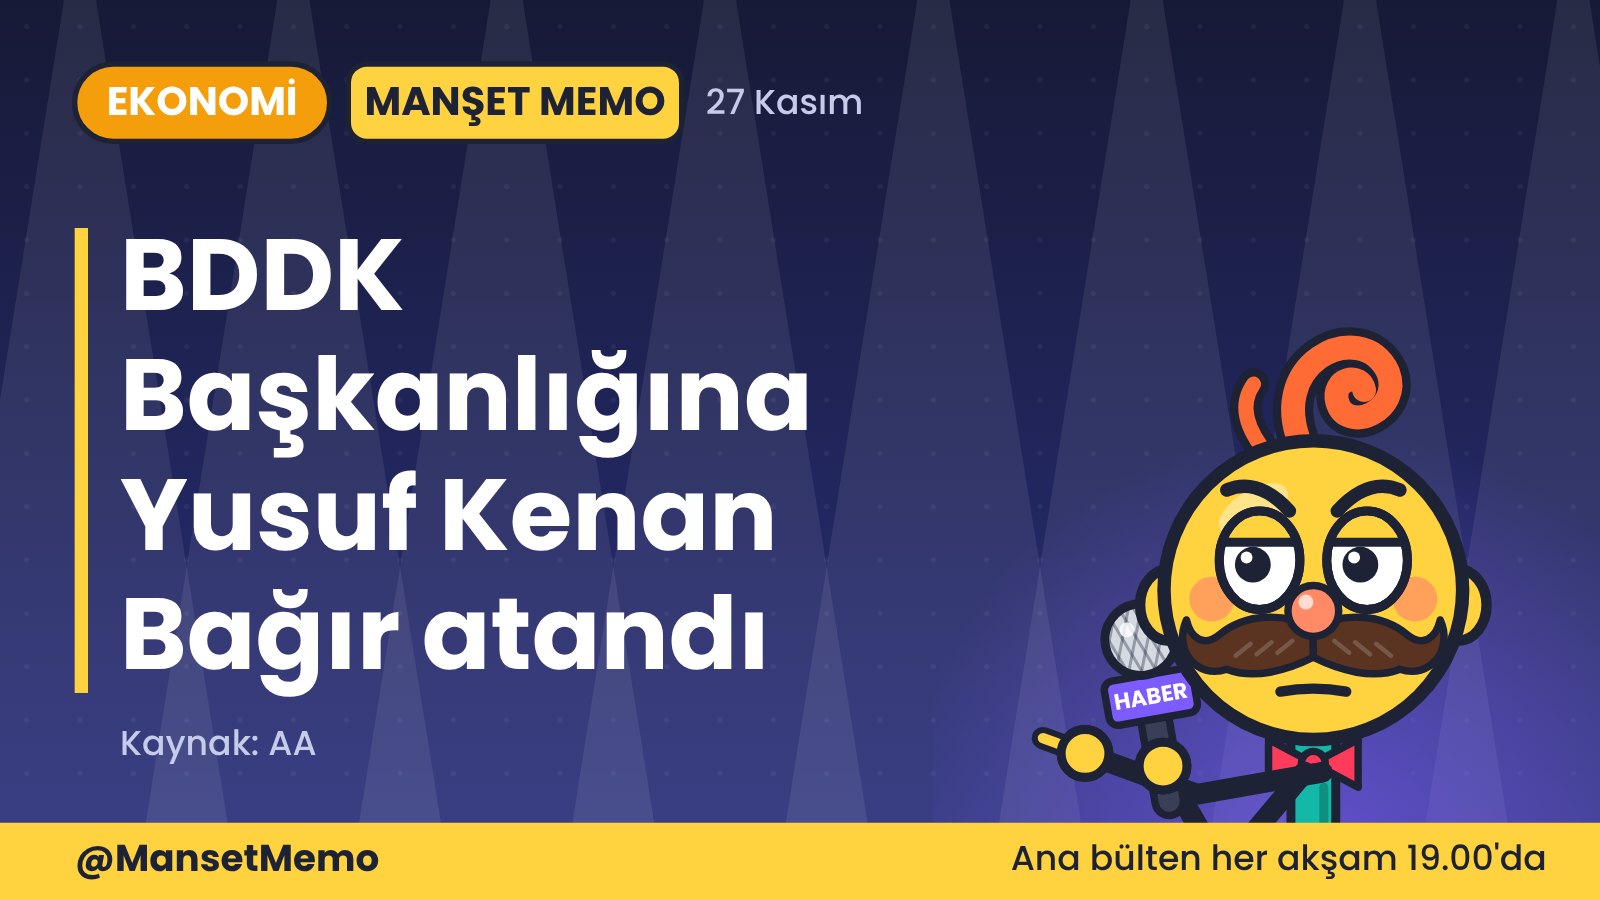 EKONOMİ MANŞET MEMO 27 Kasım
BDDK
Başkanlığına
Yusuf Kenan
Bağır atandı
Kaynak: AA
HABER
@MansetMemo Ana bülten her akşam 19.00'da